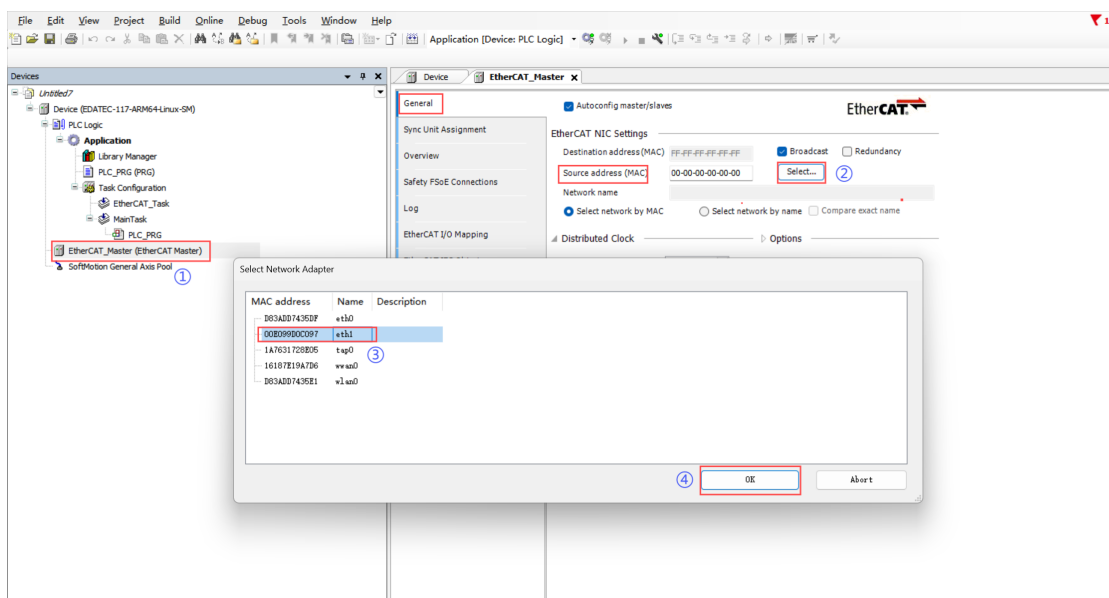 File Edit View Project Build Online Debug Tools Window Help
1
Application [Device: PLC Logic]
Devices
Device
EtherCAT_Master
Untitled7
Device (EDATEC-117-ARM64-Linux-SM)
PLC Logic
Application
Library Manager
PLC_PRG (PRG)
Task Configuration
EtherCAT_Task
MainTask
PLC_PRG
EtherCAT_Master (EtherCAT Master)
SoftMotion General Axis Pool
①
General
Sync Unit Assignment
Overview
Safety FSoE Connections
Log
EtherCAT I/O Mapping
Autoconfig master/slaves
EtherCAT
EtherCAT NIC Settings
Destination address (MAC) FF-FF-FF-FF-FF-FF Broadcast Redundancy
Source address (MAC) 00-00-00-00-00-00 Select... ②
Network name
Select network by MAC Select network by name Compare exact name
Distributed Clock Options
Select Network Adapter
MAC address Name Description
D83ADD7435DF eth0
00E099D0C097 eth1
③
1A7631728E05 tap0
16187E19A7D6 wwan0
D83ADD7435E1 wlan0
④ OK Abort